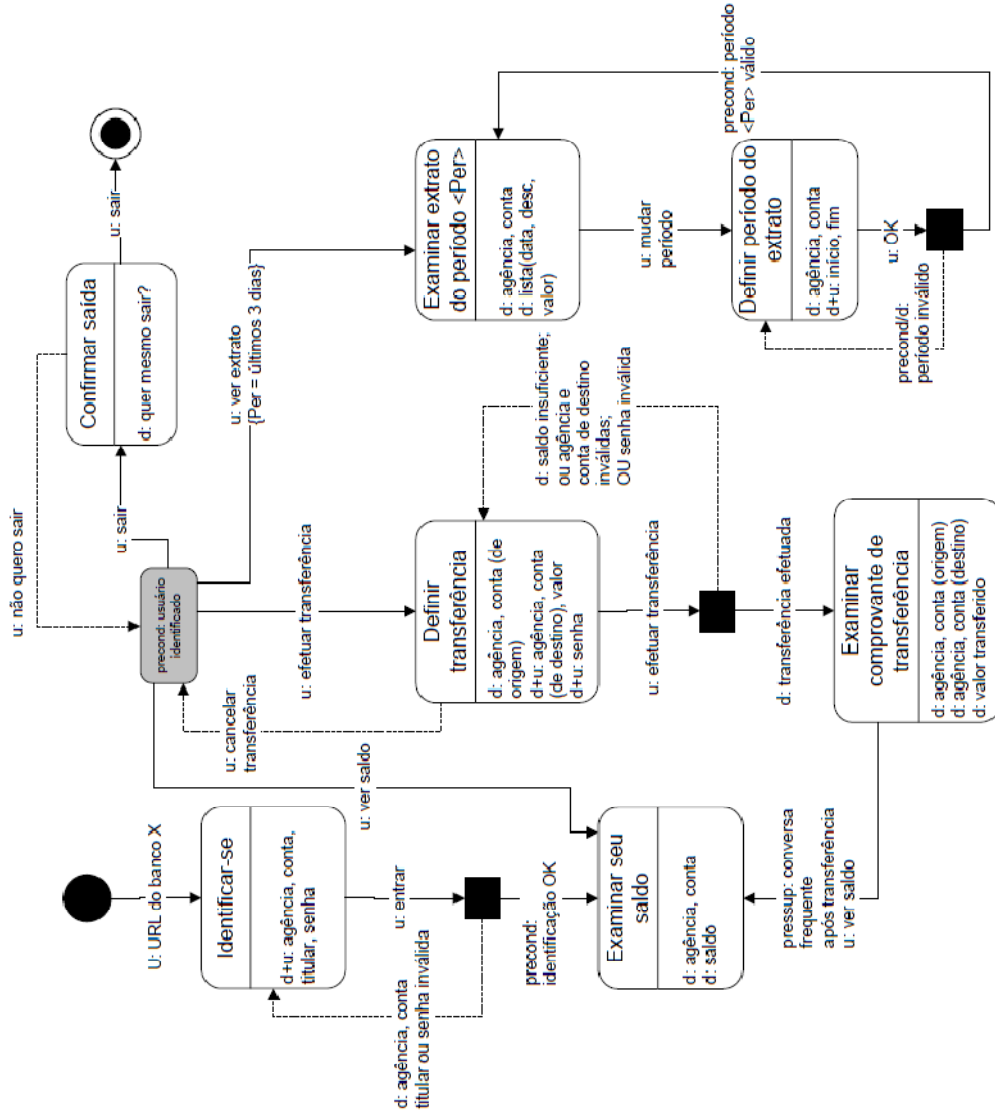 u: URL do banco X
Identificar-se
d+u: agência, conta,
titular, senha
u: entrar
d: agência, conta
titular ou senha inválida
precond:
identificação OK
Examinar seu
saldo
d: agência, conta
d: saldo
u: ver saldo
pressup: conversa
frequente
após transferência
u: ver saldo
precond: usuário
identificado
u: cancelar
transferência
u: efetuar transferência
Definir
transferência
d: agência, conta (de
origem)
d+u: agência, conta
(de destino), valor
d+u: senha
u: efetuar transferência
d: saldo insuficiente;
ou agência e
conta de destino
inválidas;
OU senha inválida
d: transferência efetuada
Examinar
comprovante de
transferência
d: agência, conta (origem)
d: agência, conta (destino)
d: valor transferido
u: não quero sair
u: sair
Confirmar saída
d: quer mesmo sair?
u: sair
u: ver extrato
{Per = últimos 3 dias}
Examinar extrato
do período <Per>
d: agência, conta
d: lista(data, desc,
valor)
u: mudar
período
Definir período do
extrato
d: agência, conta
d+u: início, fim
u: OK
precond/d:
período inválido
precond: período
<Per> válido